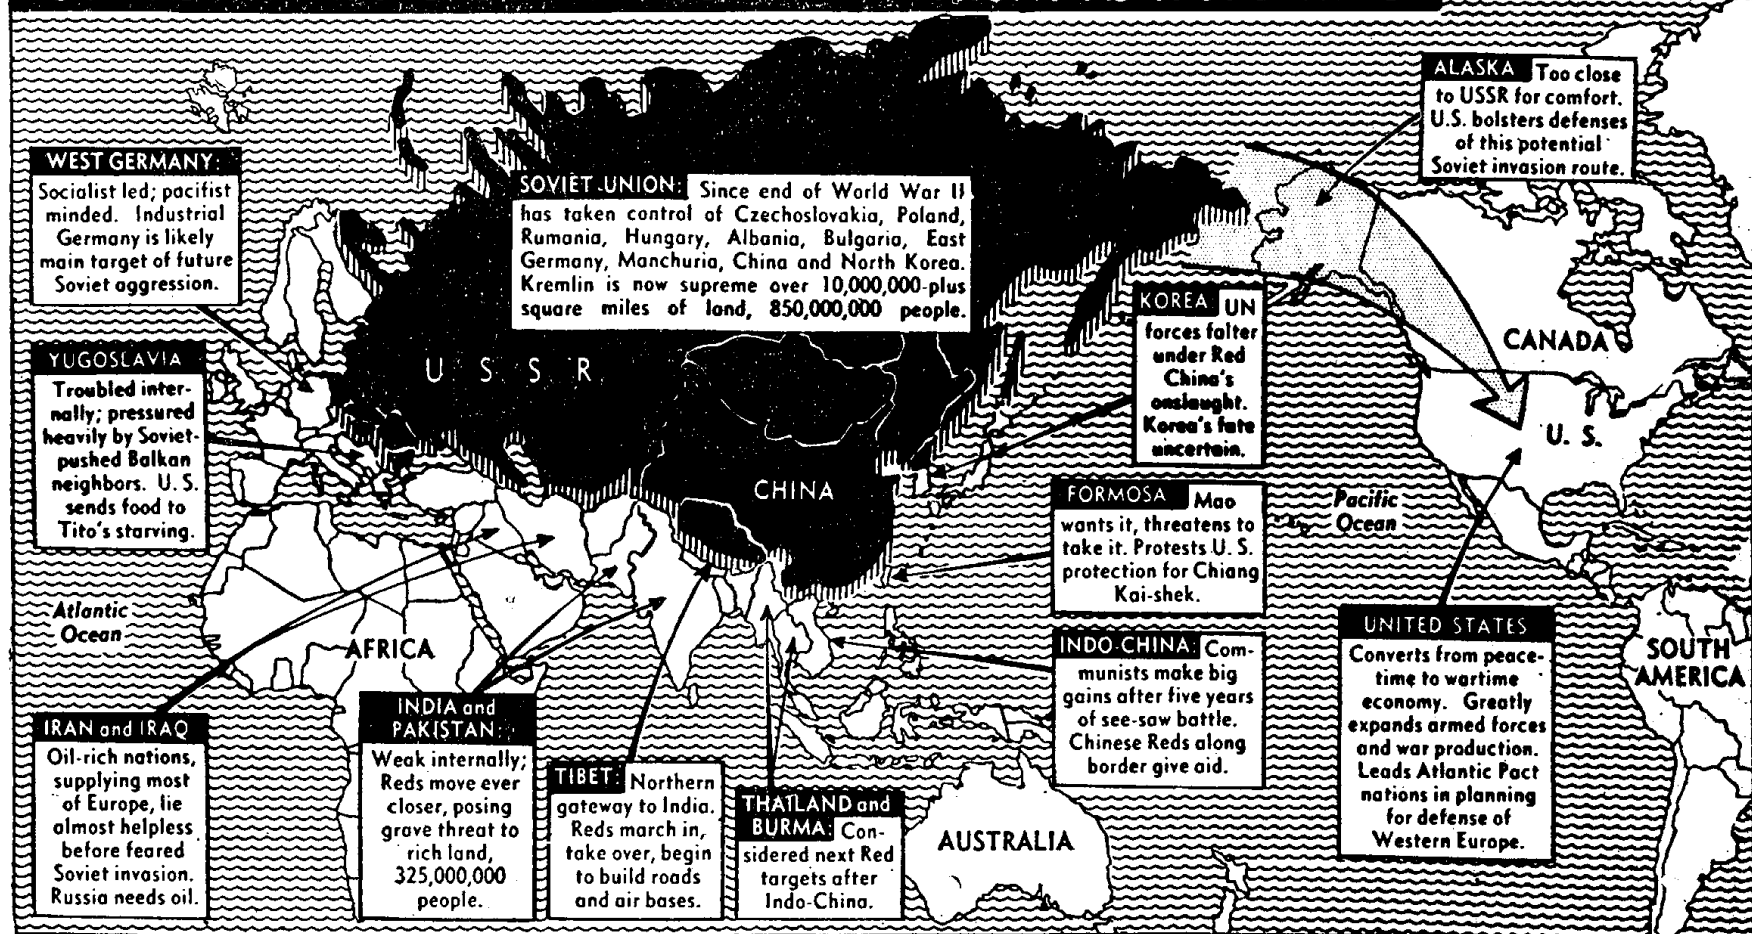 WEST GERMANY:
Socialist led; pacifist
minded. Industrial
Germany is likely
main target of future
Soviet aggression.
YUGOSLAVIA
Troubled inter-
nally; pressured
heavily by Soviet-
pushed Balkan
neighbors. U. S.
sends food to
Tito's starving.
SOVIET UNION: Since end of World War II
has taken control of Czechoslovakia, Poland,
Rumania, Hungary, Albania, Bulgaria, East
Germany, Manchuria, China and North Korea.
Kremlin is now supreme over 10,000,000-plus
square miles of land, 850,000,000 people.
U S S R
CHINA
ALASKA Too close
to USSR for comfort.
U.S. bolsters defenses
of this potential
Soviet invasion route.
KOREA UN
forces falter
under Red
China's
onslaught.
Korea's fate
uncertain.
CANADA
U. S.
FORMOSA Mao
wants it, threatens to
take it. Protests U. S.
protection for Chiang
Kai-shek.
Pacific
Ocean
Atlantic
Ocean
AFRICA
INDO-CHINA: Com-
munists make big
gains after five years
of see-saw battle.
Chinese Reds along
border give aid.
UNITED STATES
Converts from peace-
time to wartime
economy. Greatly
expands armed forces
and war production.
Leads Atlantic Pact
nations in planning
for defense of
Western Europe.
SOUTH
AMERICA
IRAN and IRAQ
Oil-rich nations,
supplying most
of Europe, lie
almost helpless
before feared
Soviet invasion.
Russia needs oil.
INDIA and
PAKISTAN:
Weak internally;
Reds move ever
closer, posing
grave threat to
rich land,
325,000,000
people.
TIBET: Northern
gateway to India.
Reds march in,
take over, begin
to build roads
and air bases.
THAILAND and
BURMA: Con-
sidered next Red
targets after
Indo-China.
AUSTRALIA